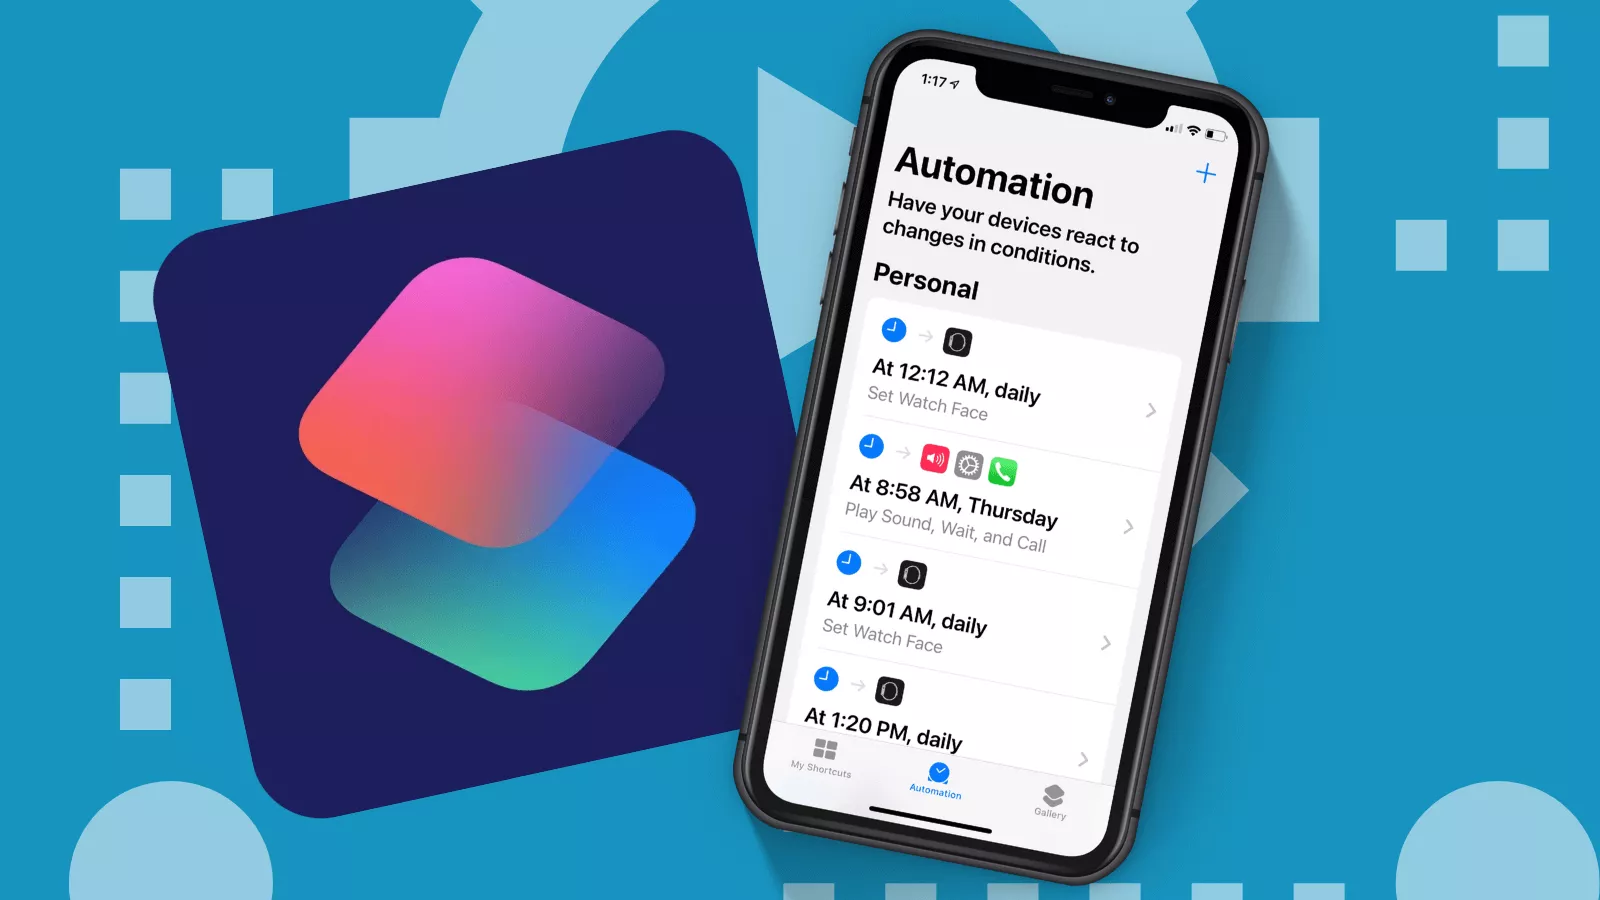 1:17
Automation
Have your devices react to
changes in conditions.
Personal
At 12:12 AM, daily
Set Watch Face
At 8:58 AM, Thursday
Play Sound, Wait, and Call
At 9:01 AM, daily
Set Watch Face
At 1:20 PM, daily
My Shortcuts
Automation
Gallery